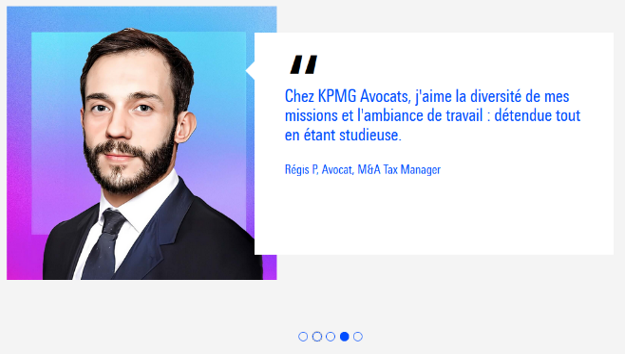 Chez KPMG Avocats, j'aime la diversité de mes
missions et l'ambiance de travail : détendue tout
en étant studieuse.
Régis P, Avocat, M&A Tax Manager